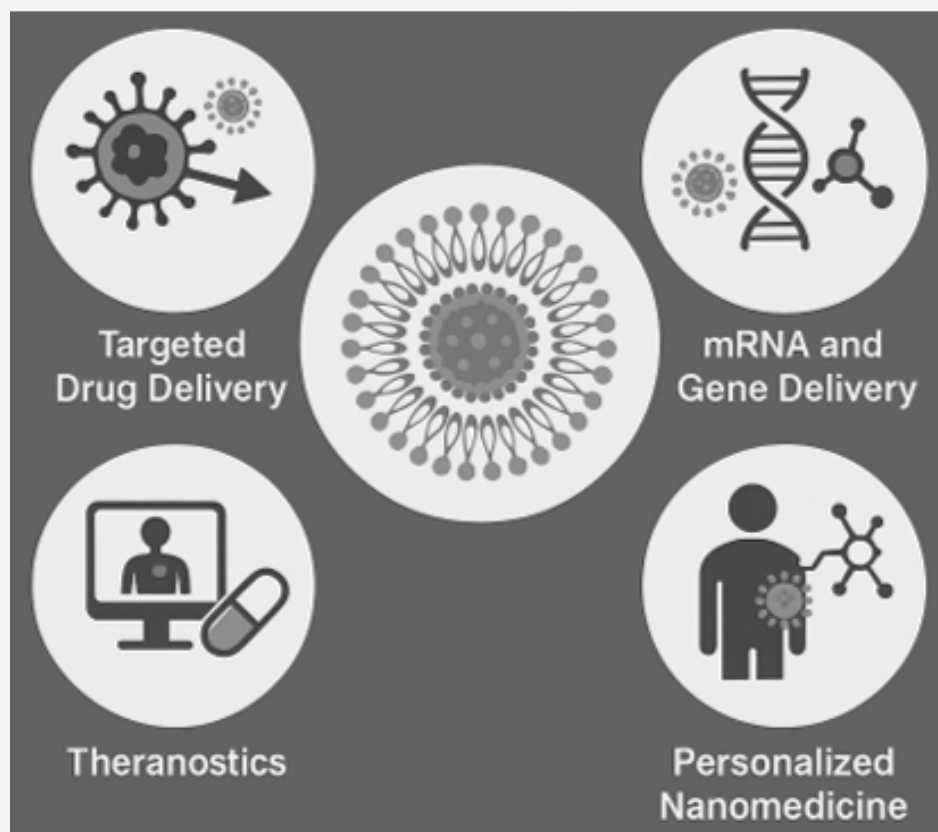 Targeted
Drug Delivery
mRNA and
Gene Delivery
Theranostics
Personalized
Nanomedicine